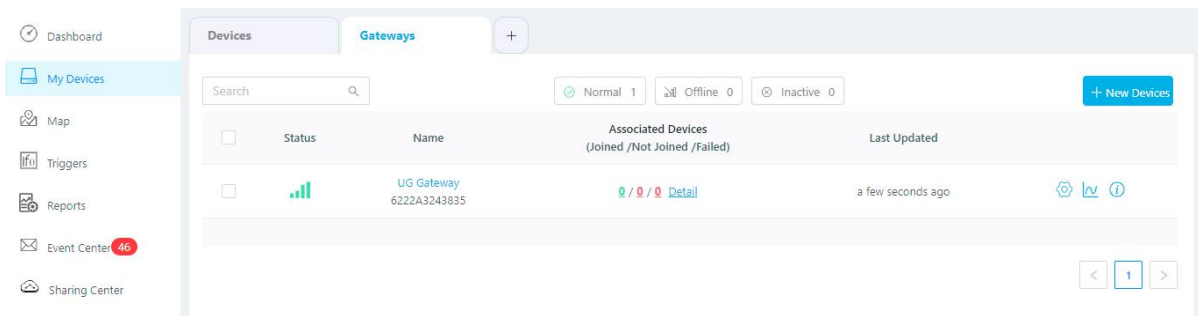 Dashboard
My Devices
Map
Triggers
Reports
Event Center 46
Sharing Center
Devices
Gateways
+
Search
Normal 1
Offline 0
Inactive 0
+ New Devices
Status
Name
Associated Devices
(Joined /Not Joined /Failed)
Last Updated
UG Gateway
6222A3243835
0 / 0 / 0 Detail
a few seconds ago
< 1 >